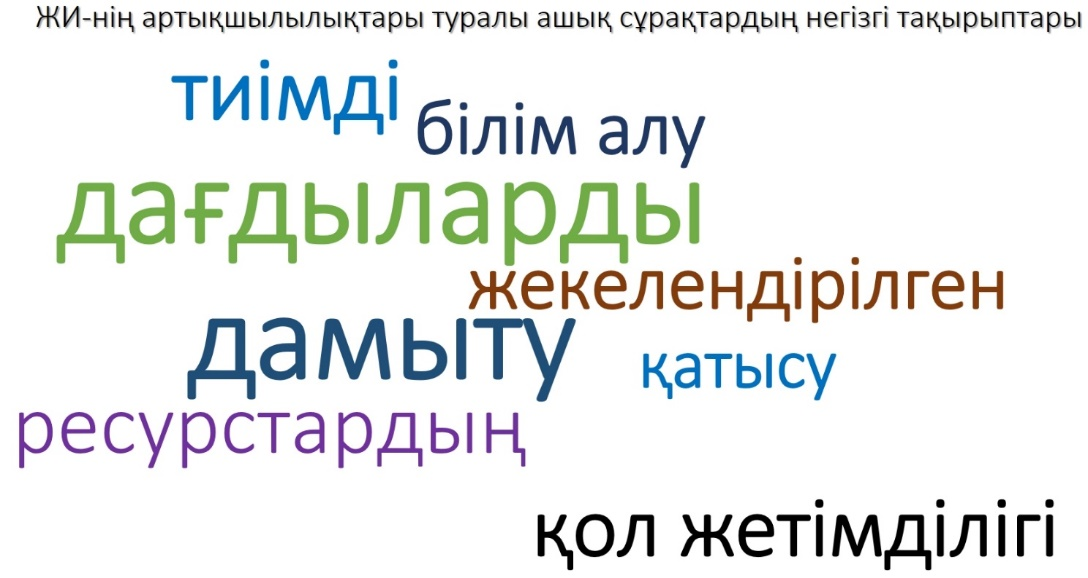 ЖИ-нің артықшылылықтары туралы ашық сұрақтардың негізгі тақырыптары
тиімді
білім алу
дағдыларды
жекелендірілген
дамыту
қатысу
ресурстардың
қол жетімділігі